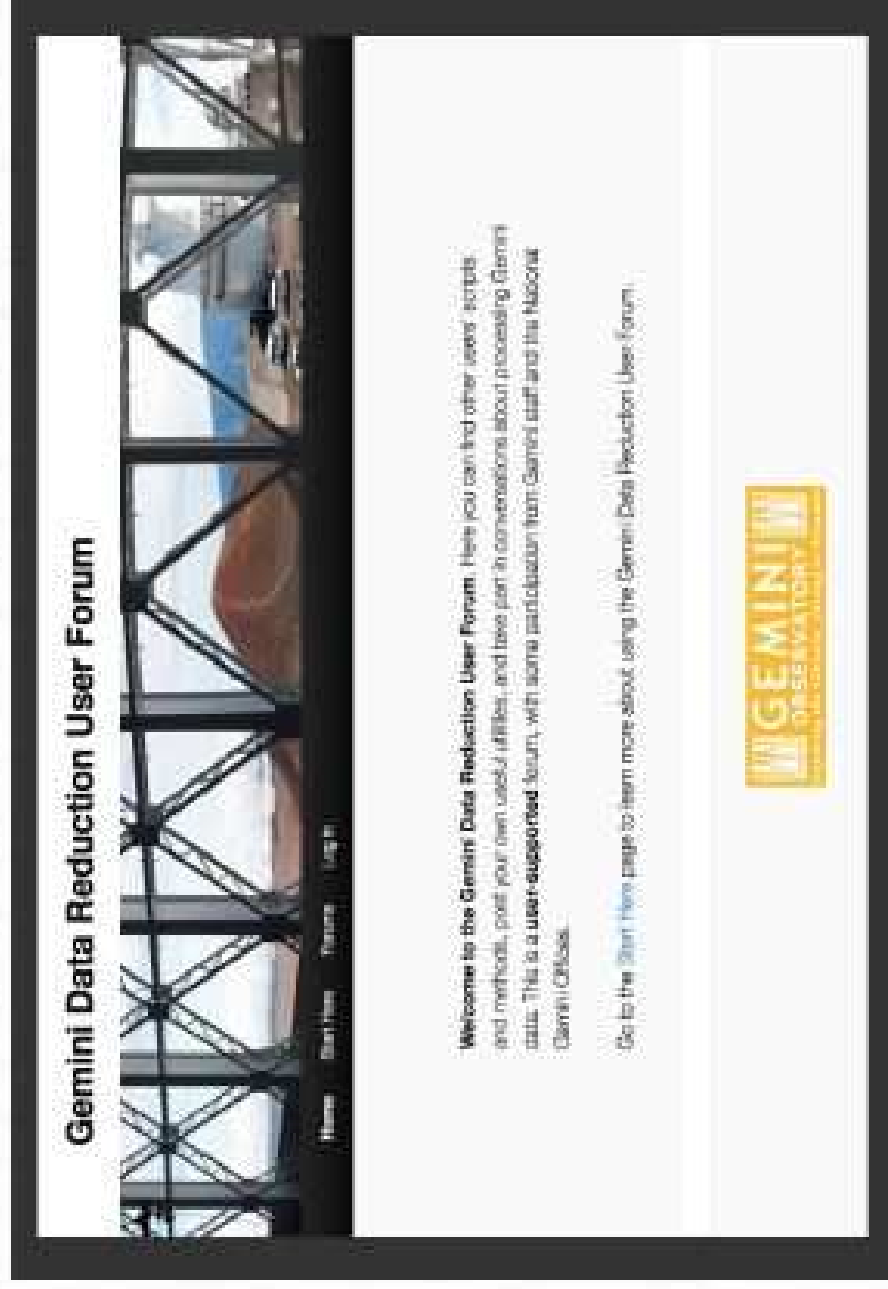 Gemini Data Reduction User Forum
Home Start Here Forum Log In
Welcome to the Gemini Data Reduction User Forum. Here you can find other users' scripts
and methods, post your own useful utilities, and take part in conversations about processing Gemini
data. This is a user-supported forum, with some participation from Gemini staff and the National
Gemini Offices.
Go to the Start Here page to learn more about using the Gemini Data Reduction User Forum.
GEMINI
OBSERVATORY